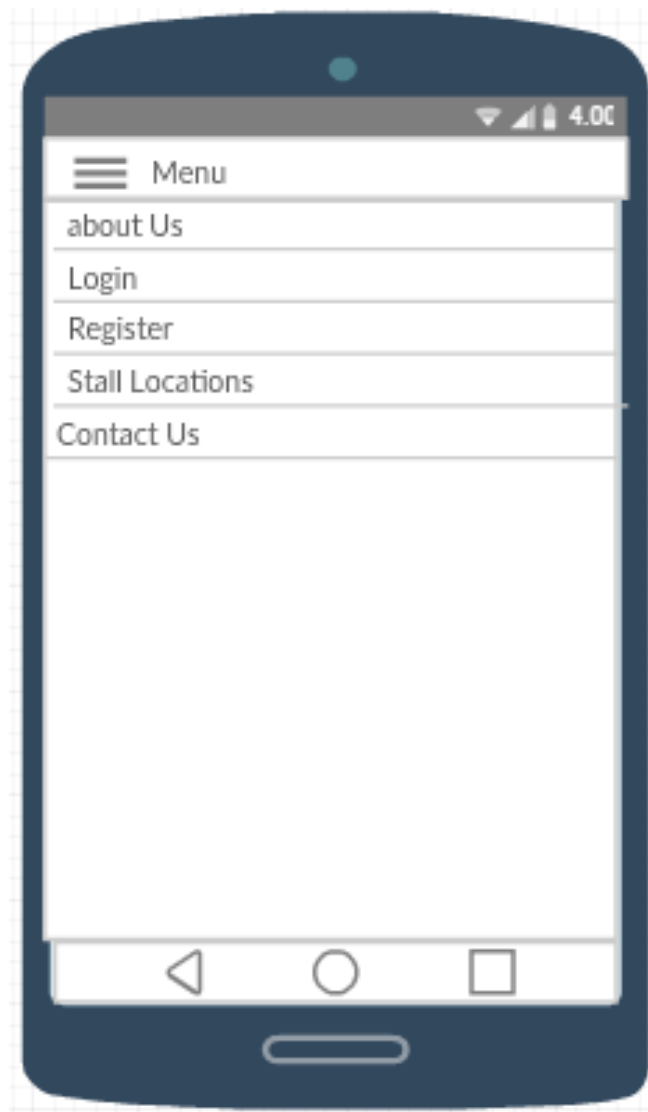 4.00
Menu
about Us
Login
Register
Stall Locations
Contact Us